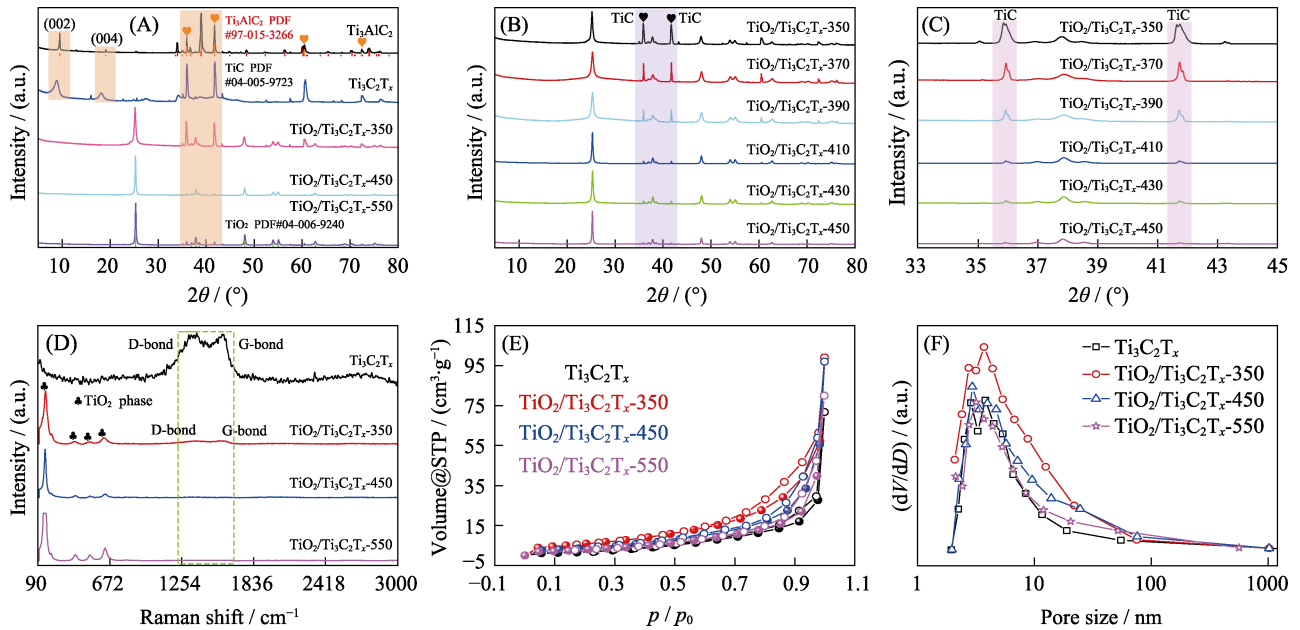 (A)
(002)
(004)
Ti₃AlC₂ PDF
#97-015-3266
Ti₃AlC₂
TiC PDF
#04-005-9723
Ti₃C₂Tₓ
TiO₂/Ti₃C₂Tₓ-350
TiO₂/Ti₃C₂Tₓ-450
TiO₂/Ti₃C₂Tₓ-550
TiO₂ PDF#04-006-9240
Intensity / (a.u.)
10 20 30 40 50 60 70 80
2θ / (°)
(B)
TiC TiC
TiO₂/Ti₃C₂Tₓ-350
TiO₂/Ti₃C₂Tₓ-370
TiO₂/Ti₃C₂Tₓ-390
TiO₂/Ti₃C₂Tₓ-410
TiO₂/Ti₃C₂Tₓ-430
TiO₂/Ti₃C₂Tₓ-450
Intensity / (a.u.)
10 20 30 40 50 60 70 80
2θ / (°)
(C)
TiC TiC
TiO₂/Ti₃C₂Tₓ-350
TiO₂/Ti₃C₂Tₓ-370
TiO₂/Ti₃C₂Tₓ-390
TiO₂/Ti₃C₂Tₓ-410
TiO₂/Ti₃C₂Tₓ-430
TiO₂/Ti₃C₂Tₓ-450
Intensity / (a.u.)
33 35 37 39 41 43 45
2θ / (°)
(D)
D-bond G-bond
Ti₃C₂Tₓ
♣ TiO₂ phase
D-bond G-bond
TiO₂/Ti₃C₂Tₓ-350
TiO₂/Ti₃C₂Tₓ-450
TiO₂/Ti₃C₂Tₓ-550
Intensity / (a.u.)
90 672 1254 1836 2418 3000
Raman shift / cm⁻¹
(E)
Ti₃C₂Tₓ
TiO₂/Ti₃C₂Tₓ-350
TiO₂/Ti₃C₂Tₓ-450
TiO₂/Ti₃C₂Tₓ-550
Volume@STP / (cm³·g⁻¹)
115
95
75
55
35
15
−5
−0.1 0.1 0.3 0.5 0.7 0.9 1.1
p / p₀
(F)
Ti₃C₂Tₓ
TiO₂/Ti₃C₂Tₓ-350
TiO₂/Ti₃C₂Tₓ-450
TiO₂/Ti₃C₂Tₓ-550
(dV/dD) / (a.u.)
1 10 100 1000
Pore size / nm